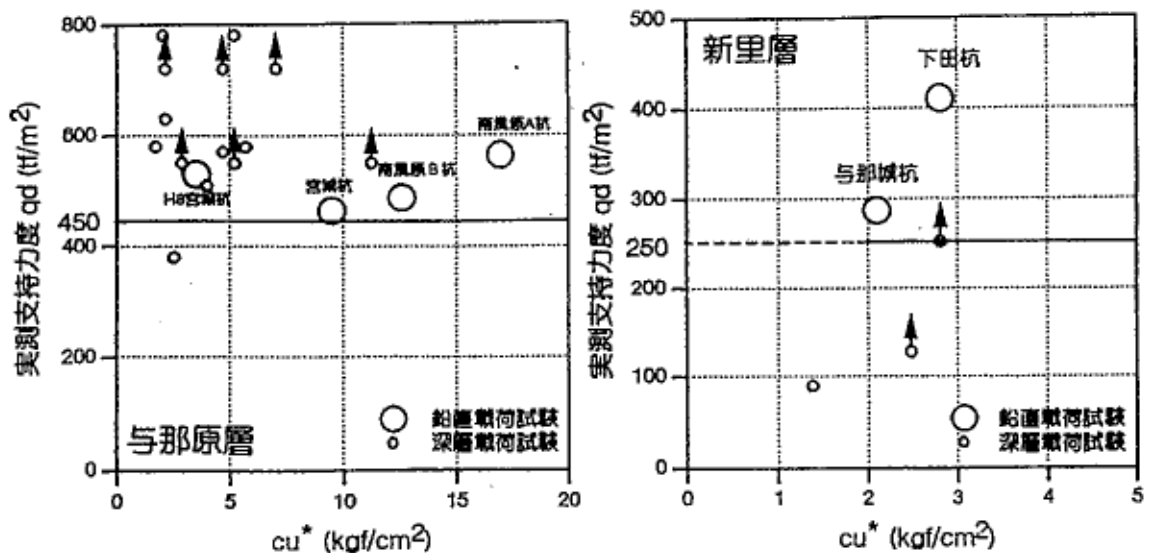 実測支持力度 qd (tf/m2)
800
600
450
400
200
0
南風原A杭
南風原B杭
宮城杭
H8宮城杭
与那原層
鉛直載荷試験
深層載荷試験
0 5 10 15 20
cu* (kgf/cm2)
実測支持力度 qd (tf/m2)
500
400
300
250
200
100
0
新里層
下田杭
与那城杭
鉛直載荷試験
深層載荷試験
0 1 2 3 4 5
cu* (kgf/cm2)